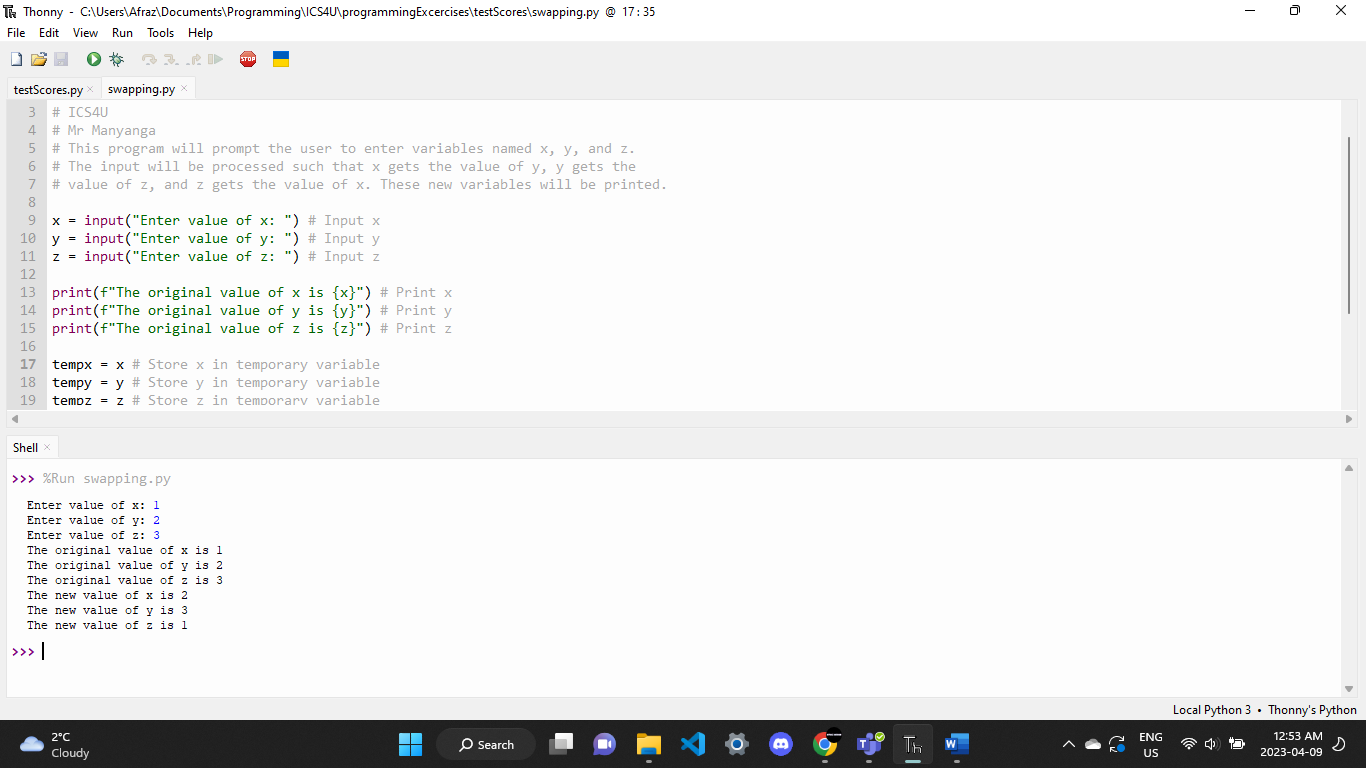 Thonny - C:\Users\Afraz\Documents\Programming\ICS4U\programmingExcercises\testScores\swapping.py @ 17 : 35
File Edit View Run Tools Help
STOP
testScores.py × swapping.py ×
3 # ICS4U
4 # Mr Manyanga
5 # This program will prompt the user to enter variables named x, y, and z.
6 # The input will be processed such that x gets the value of y, y gets the
7 # value of z, and z gets the value of x. These new variables will be printed.
8
9 x = input("Enter value of x: ") # Input x
10 y = input("Enter value of y: ") # Input y
11 z = input("Enter value of z: ") # Input z
12
13 print(f"The original value of x is {x}") # Print x
14 print(f"The original value of y is {y}") # Print y
15 print(f"The original value of z is {z}") # Print z
16
17 tempx = x # Store x in temporary variable
18 tempy = y # Store y in temporary variable
19 tempz = z # Store z in temporary variable
Shell ×
>>> %Run swapping.py
Enter value of x: 1
Enter value of y: 2
Enter value of z: 3
The original value of x is 1
The original value of y is 2
The original value of z is 3
The new value of x is 2
The new value of y is 3
The new value of z is 1
>>>
Local Python 3 • Thonny's Python
2°C
Cloudy
Search
ENG
US
12:53 AM
2023-04-09